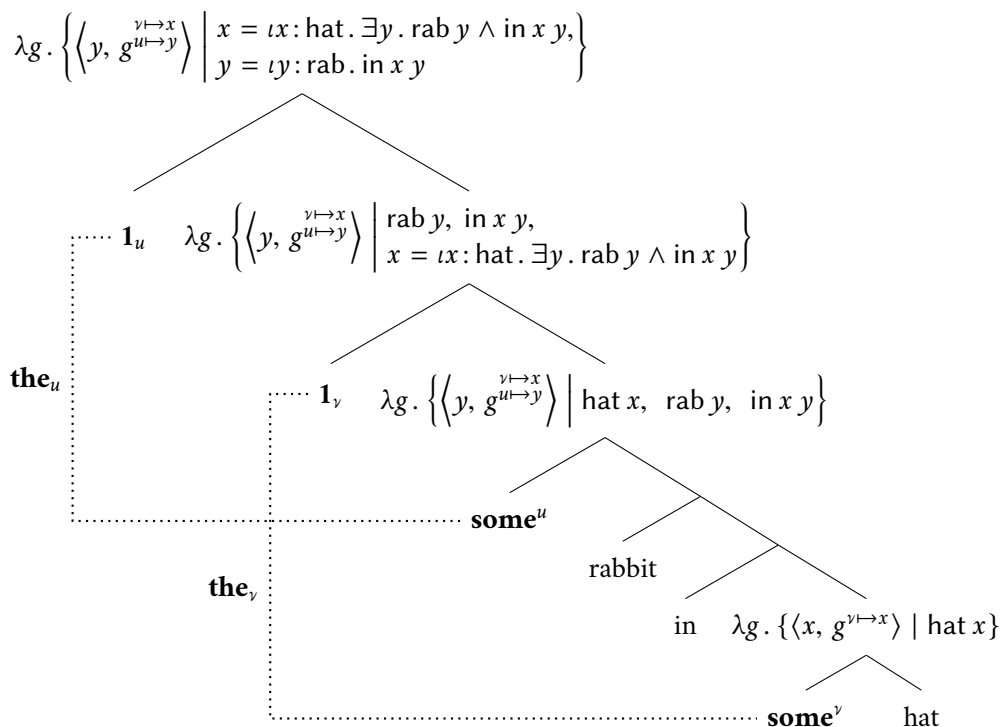 λg. {⟨y, g^{ν↦x}_{u↦y}⟩ | x = ιx: hat. ∃y. rab y ∧ in x y,
y = ιy: rab. in x y}
1_u λg. {⟨y, g^{ν↦x}_{u↦y}⟩ | rab y, in x y,
x = ιx: hat. ∃y. rab y ∧ in x y}
the_u
1_ν λg. {⟨y, g^{ν↦x}_{u↦y}⟩ | hat x, rab y, in x y}
some^u
rabbit
the_ν
in λg. {⟨x, g^{ν↦x}⟩ | hat x}
some^ν hat